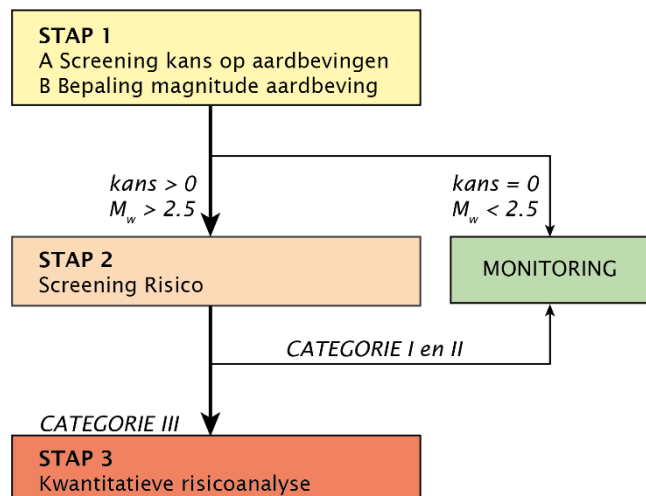 STAP 1
A Screening kans op aardbevingen
B Bepaling magnitude aardbeving
kans > 0
Mw > 2.5
kans = 0
Mw < 2.5
STAP 2
Screening Risico
MONITORING
CATEGORIE I en II
CATEGORIE III
STAP 3
Kwantitatieve risicoanalyse